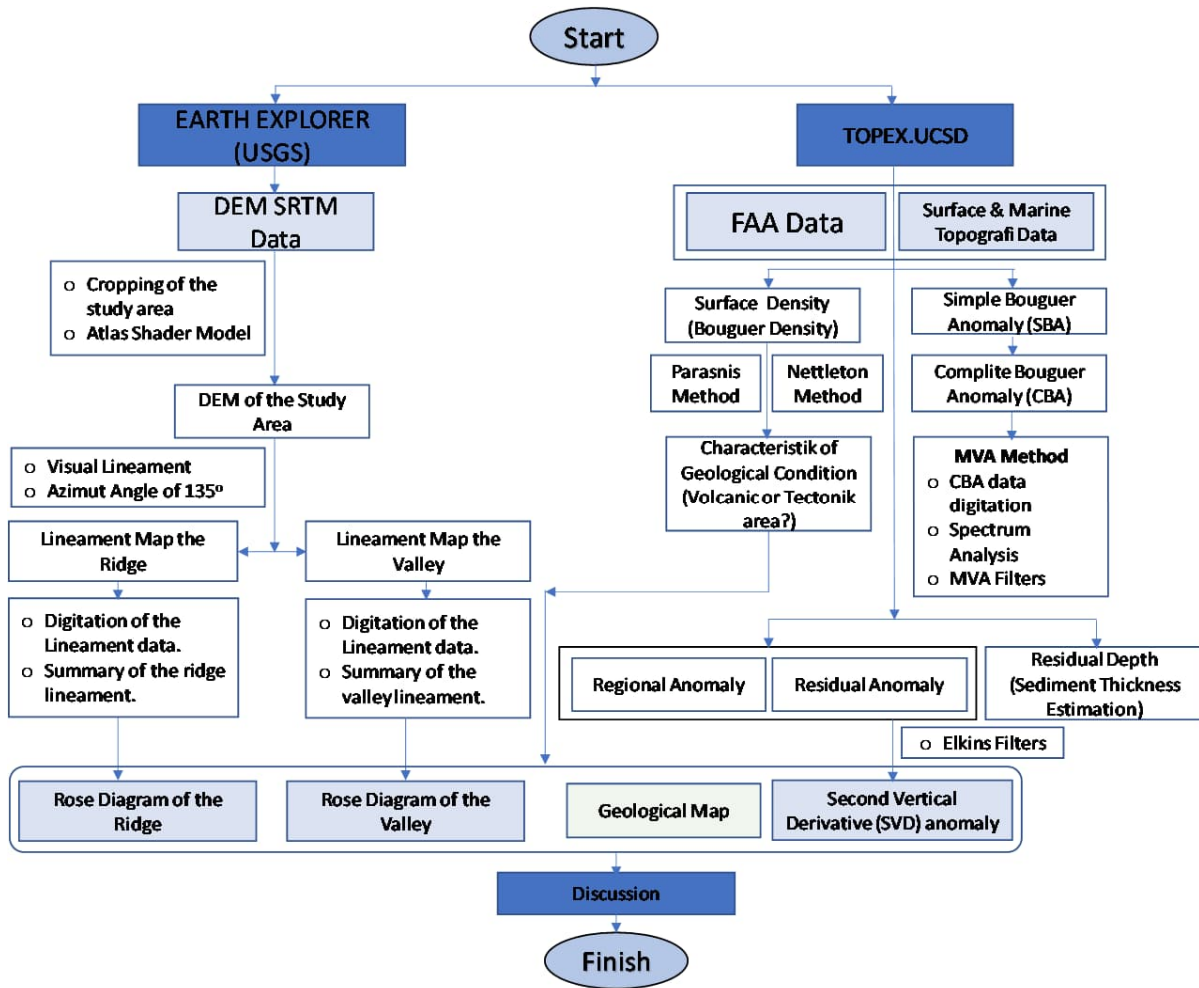 Start
EARTH EXPLORER
(USGS)
TOPEX.UCSD
DEM SRTM
Data
FAA Data
Surface & Marine
Topografi Data
o Cropping of the
study area
o Atlas Shader Model
Surface Density
(Bouguer Density)
Simple Bouguer
Anomaly (SBA)
Parasnis
Method
Nettleton
Method
Complite Bouguer
Anomaly (CBA)
DEM of the Study
Area
o Visual Lineament
o Azimut Angle of 135º
Characteristik of
Geological Condition
(Volcanic or Tectonik
area?)
MVA Method
o CBA data
digitation
o Spectrum
Analysis
o MVA Filters
Lineament Map the
Ridge
Lineament Map the
Valley
o Digitation of the
Lineament data.
o Summary of the ridge
lineament.
o Digitation of the
Lineament data.
o Summary of the
valley lineament.
Regional Anomaly
Residual Anomaly
Residual Depth
(Sediment Thickness
Estimation)
o Elkins Filters
Rose Diagram of the
Ridge
Rose Diagram of the
Valley
Geological Map
Second Vertical
Derivative (SVD) anomaly
Discussion
Finish